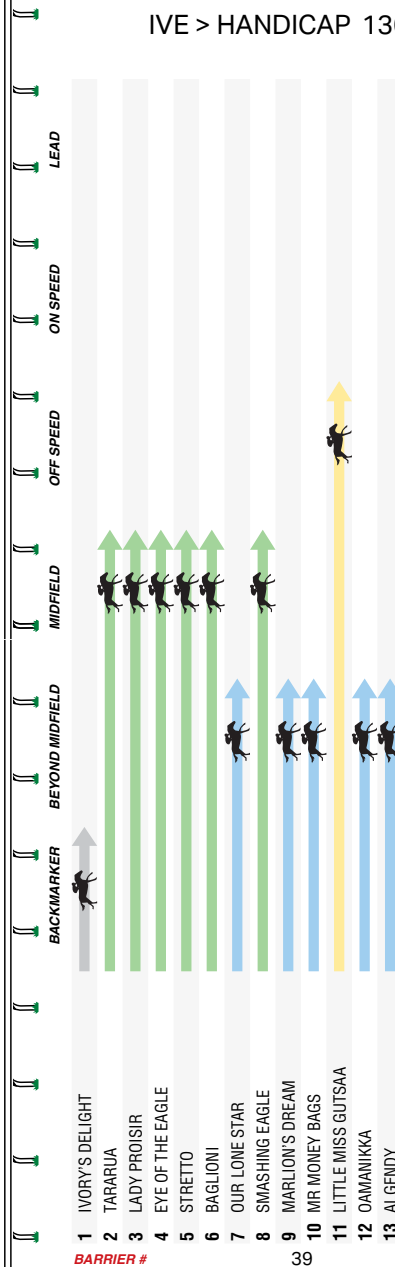 IVE > HANDICAP 130
LEAD
ON SPEED
OFF SPEED
MIDFIELD
BEYOND MIDFIELD
BACKMARKER
1 IVORY'S DELIGHT
2 TARARUA
3 LADY PROISIR
4 EYE OF THE EAGLE
5 STRETTO
6 BAGLIONI
7 OUR LONE STAR
8 SMASHING EAGLE
9 MARLION'S DREAM
10 MR MONEY BAGS
11 LITTLE MISS GUTSAA
12 OAMANIKKA
13 ALGENDY
BARRIER #
39